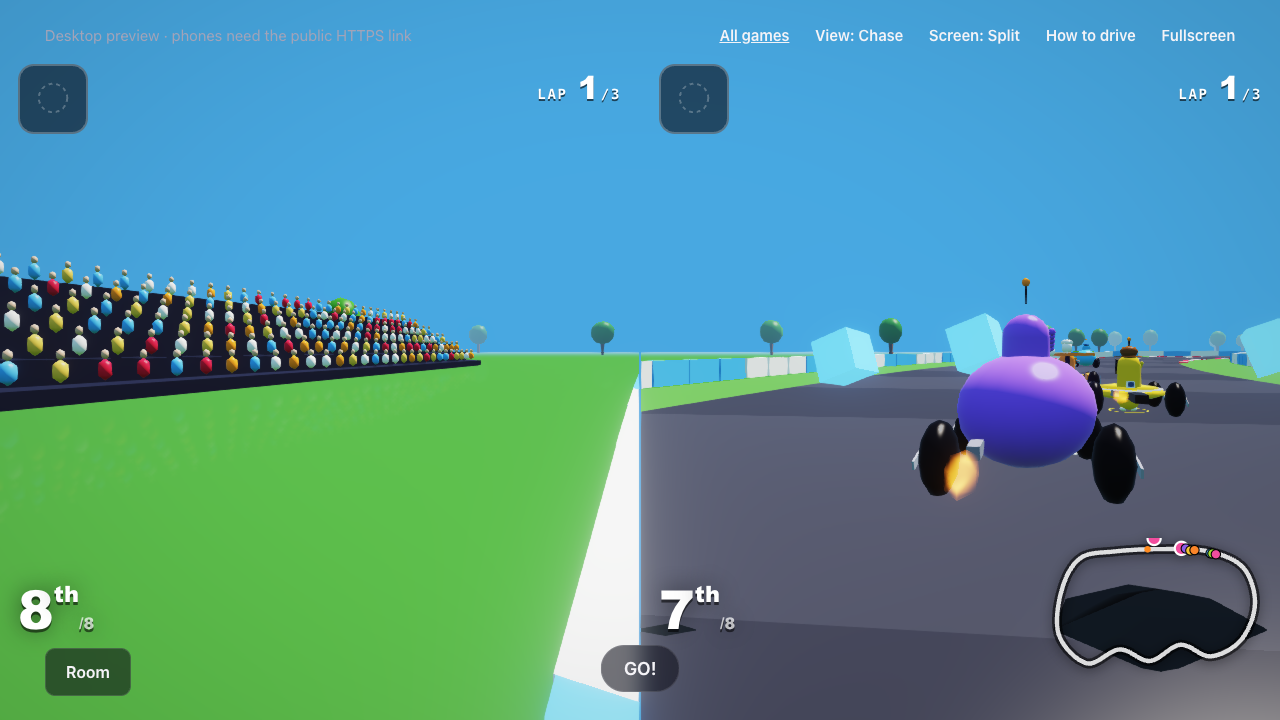 Desktop preview · phones need the public HTTPS link
All games View: Chase Screen: Split How to drive Fullscreen
LAP 1/3
LAP 1/3
8th /8
7th /8
Room
GO!